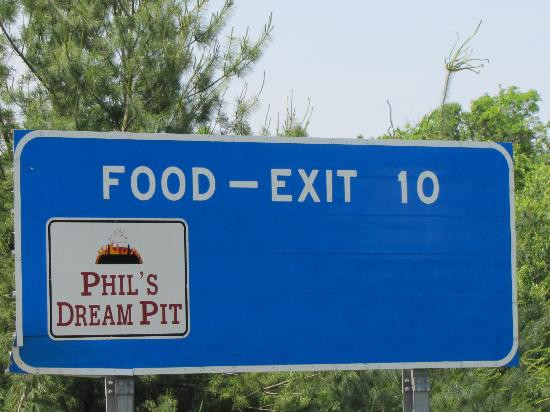 FOOD – EXIT 10
PHIL'S
DREAM PIT